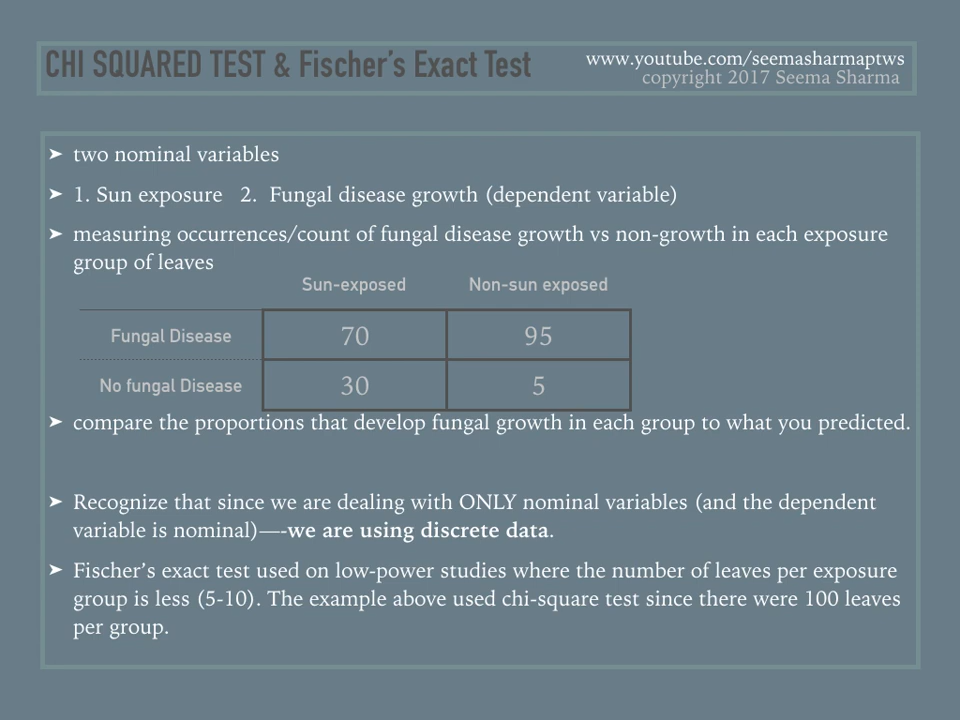 CHI SQUARED TEST & Fischer's Exact Test
www.youtube.com/seemasharmaptws
copyright 2017 Seema Sharma
➤ two nominal variables
➤ 1. Sun exposure 2. Fungal disease growth (dependent variable)
➤ measuring occurrences/count of fungal disease growth vs non-growth in each exposure
group of leaves
Sun-exposed Non-sun exposed
Fungal Disease 70 95
No fungal Disease 30 5
➤ compare the proportions that develop fungal growth in each group to what you predicted.
➤ Recognize that since we are dealing with ONLY nominal variables (and the dependent
variable is nominal)—-we are using discrete data.
➤ Fischer's exact test used on low-power studies where the number of leaves per exposure
group is less (5-10). The example above used chi-square test since there were 100 leaves
per group.